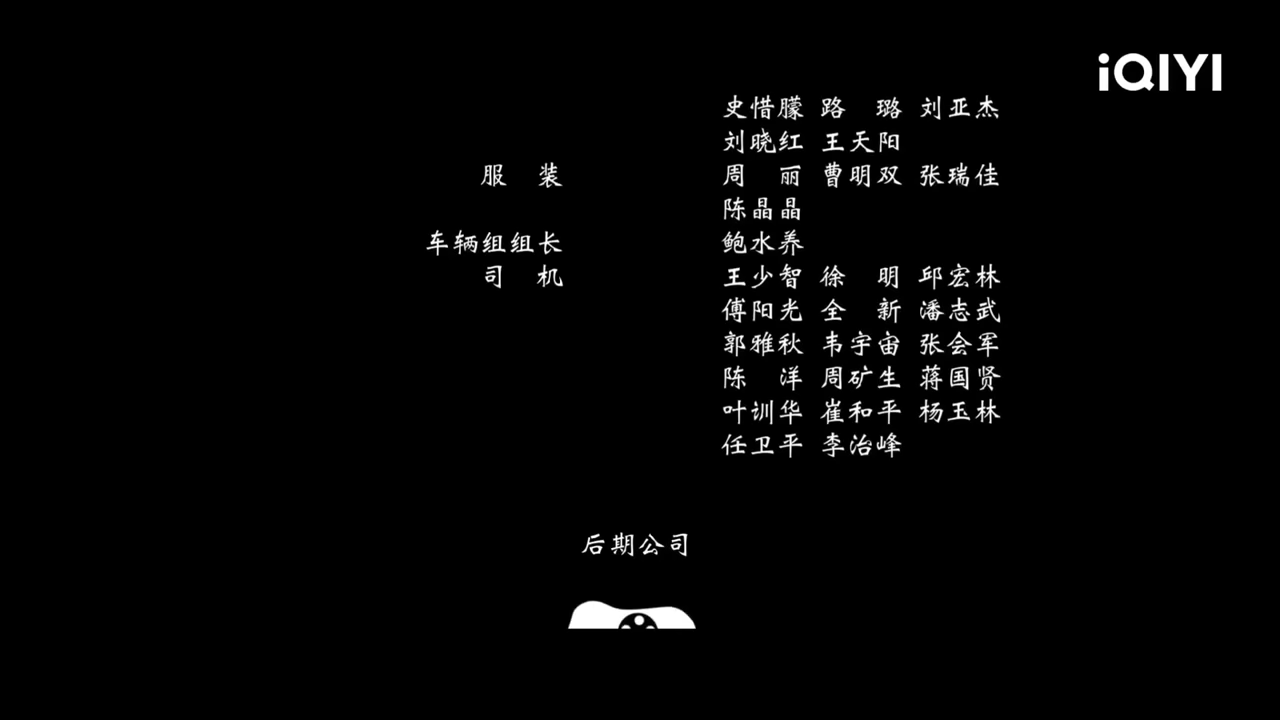 iQIYI
史惜朦 路 璐 刘亚杰
刘晓红 王天阳
服 装 周 丽 曹明双 张瑞佳
陈晶晶
车辆组组长 鲍水养
司 机 王少智 徐 明 邱宏林
傅阳光 全 新 潘志武
郭雅秋 韦宇宙 张会军
陈 洋 周矿生 蒋国贤
叶训华 崔和平 杨玉林
任卫平 李治峰
后期公司